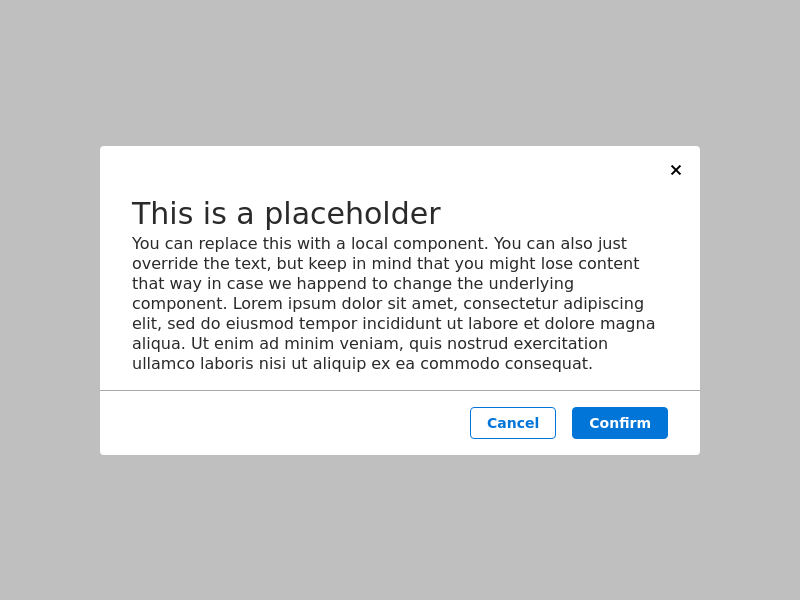 This is a placeholder
You can replace this with a local component. You can also just
override the text, but keep in mind that you might lose content
that way in case we happend to change the underlying
component. Lorem ipsum dolor sit amet, consectetur adipiscing
elit, sed do eiusmod tempor incididunt ut labore et dolore magna
aliqua. Ut enim ad minim veniam, quis nostrud exercitation
ullamco laboris nisi ut aliquip ex ea commodo consequat.
Cancel Confirm